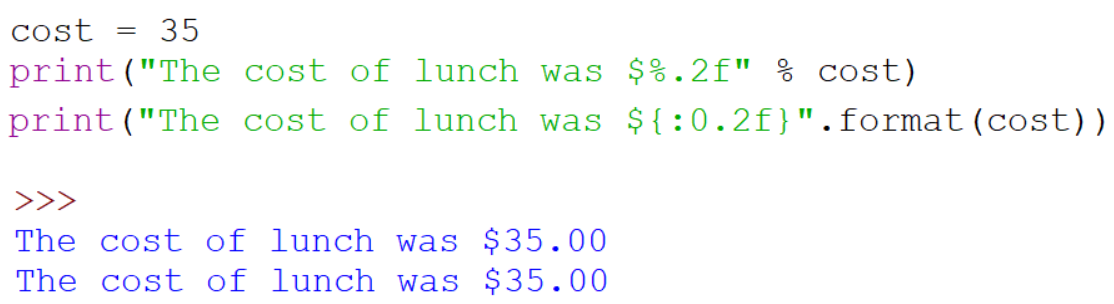 cost = 35
print("The cost of lunch was $%.2f" % cost)
print("The cost of lunch was ${:0.2f}".format(cost))
>>>
The cost of lunch was $35.00
The cost of lunch was $35.00